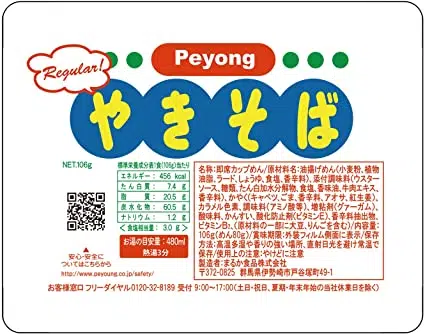 Regular!
Peyong
やきそば
NET.106g
標準栄養成分表1食(106g)当たり
エネルギー: 456 kcal
たん白質: 7.4 g
脂質: 20.5 g
炭水化物: 60.5 g
ナトリウム: 1.2 g
(食塩相当量: 3.0 g)
お湯の目安量:480ml
熱湯3分
名称:即席カップめん/原材料名:油揚げめん(小麦粉、植物
油脂、ラード、しょうゆ、食塩、香辛料)、添付調味料(ウスター
ソース、糖類、たん白加水分解物、食塩、香味油、牛肉エキス、
香辛料)、かやく(キャベツ、ごま、香辛料、アオサ、紅生姜)、
カラメル色素、調味料(アミノ酸等)、増粘剤(グァーガム)、
酸味料、かんすい、酸化防止剤(ビタミンE)、香辛料抽出物、
ビタミンB2、(原材料の一部に大豆、りんごを含む)/内容量:
106g(めん80g)/賞味期限:外装フィルム側面に表示/保存
方法:高温多湿や香りの強い場所、直射日光を避け常温で
保存/使用上の注意:やけどに注意
製造者:まるか食品株式会社
〒372-0825 群馬県伊勢崎市戸谷塚町49-1
安心・安全に
ついてはこちらから
http://www.peyoung.co.jp/safety/
お客様窓口 フリーダイヤル0120-32-8189 受付 9:00〜17:00(土日・祝日、夏期・年末年始の当社休業日を除く)